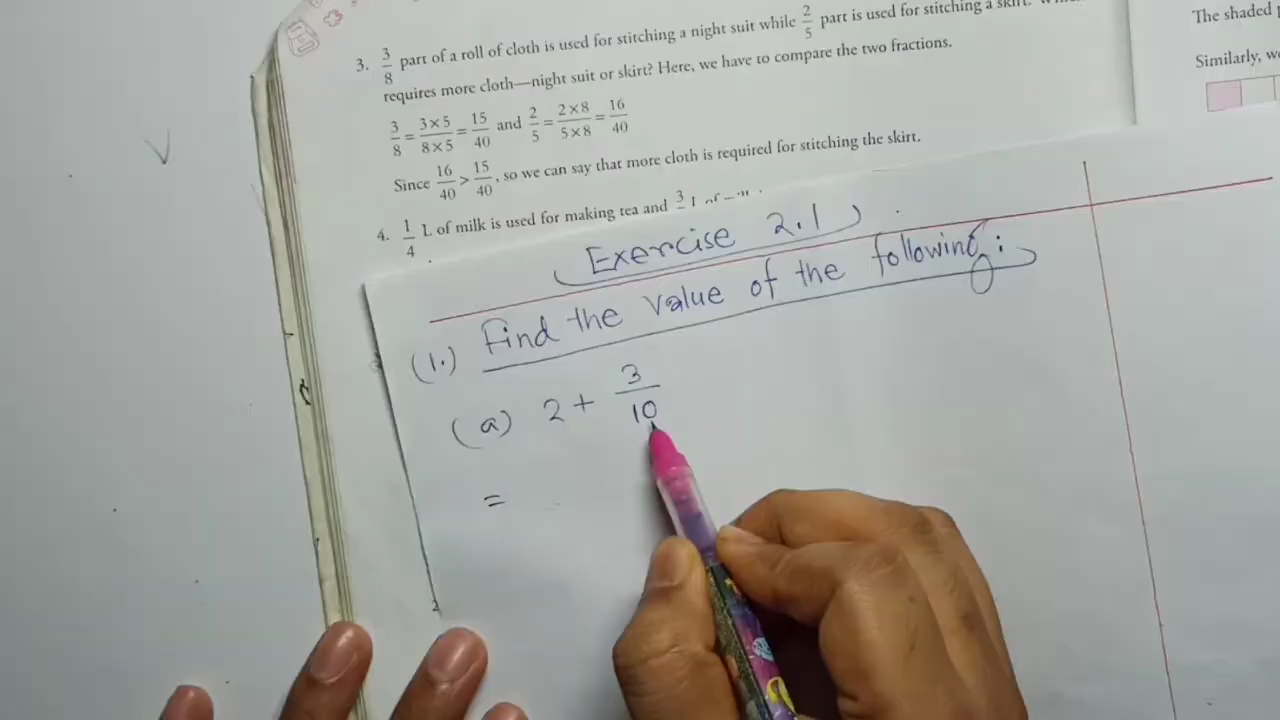 3. 3/8 part of a roll of cloth is used for stitching a night suit while 2/5 part is used for stitching a skirt.
requires more cloth—night suit or skirt? Here, we have to compare the two fractions.
3/8 = 3×5/8×5 = 15/40 and 2/5 = 2×8/5×8 = 16/40
Since 16/40 > 15/40, so we can say that more cloth is required for stitching the skirt.
4. 1/4 L of milk is used for making tea and 3/
The shaded
Similarly, w
Exercise 2.1
(1.) Find the value of the following:
(a) 2 + 3/10
=